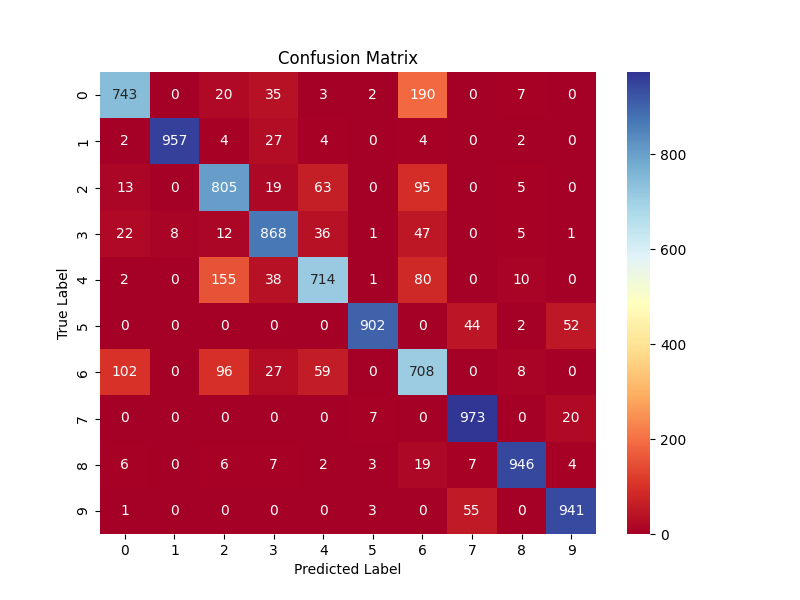 Confusion Matrix
0 743 0 20 35 3 2 190 0 7 0
1 2 957 4 27 4 0 4 0 2 0
2 13 0 805 19 63 0 95 0 5 0
3 22 8 12 868 36 1 47 0 5 1
4 2 0 155 38 714 1 80 0 10 0
5 0 0 0 0 0 902 0 44 2 52
6 102 0 96 27 59 0 708 0 8 0
7 0 0 0 0 0 7 0 973 0 20
8 6 0 6 7 2 3 19 7 946 4
9 1 0 0 0 0 3 0 55 0 941
0 1 2 3 4 5 6 7 8 9
Predicted Label
True Label
800
600
400
200
0